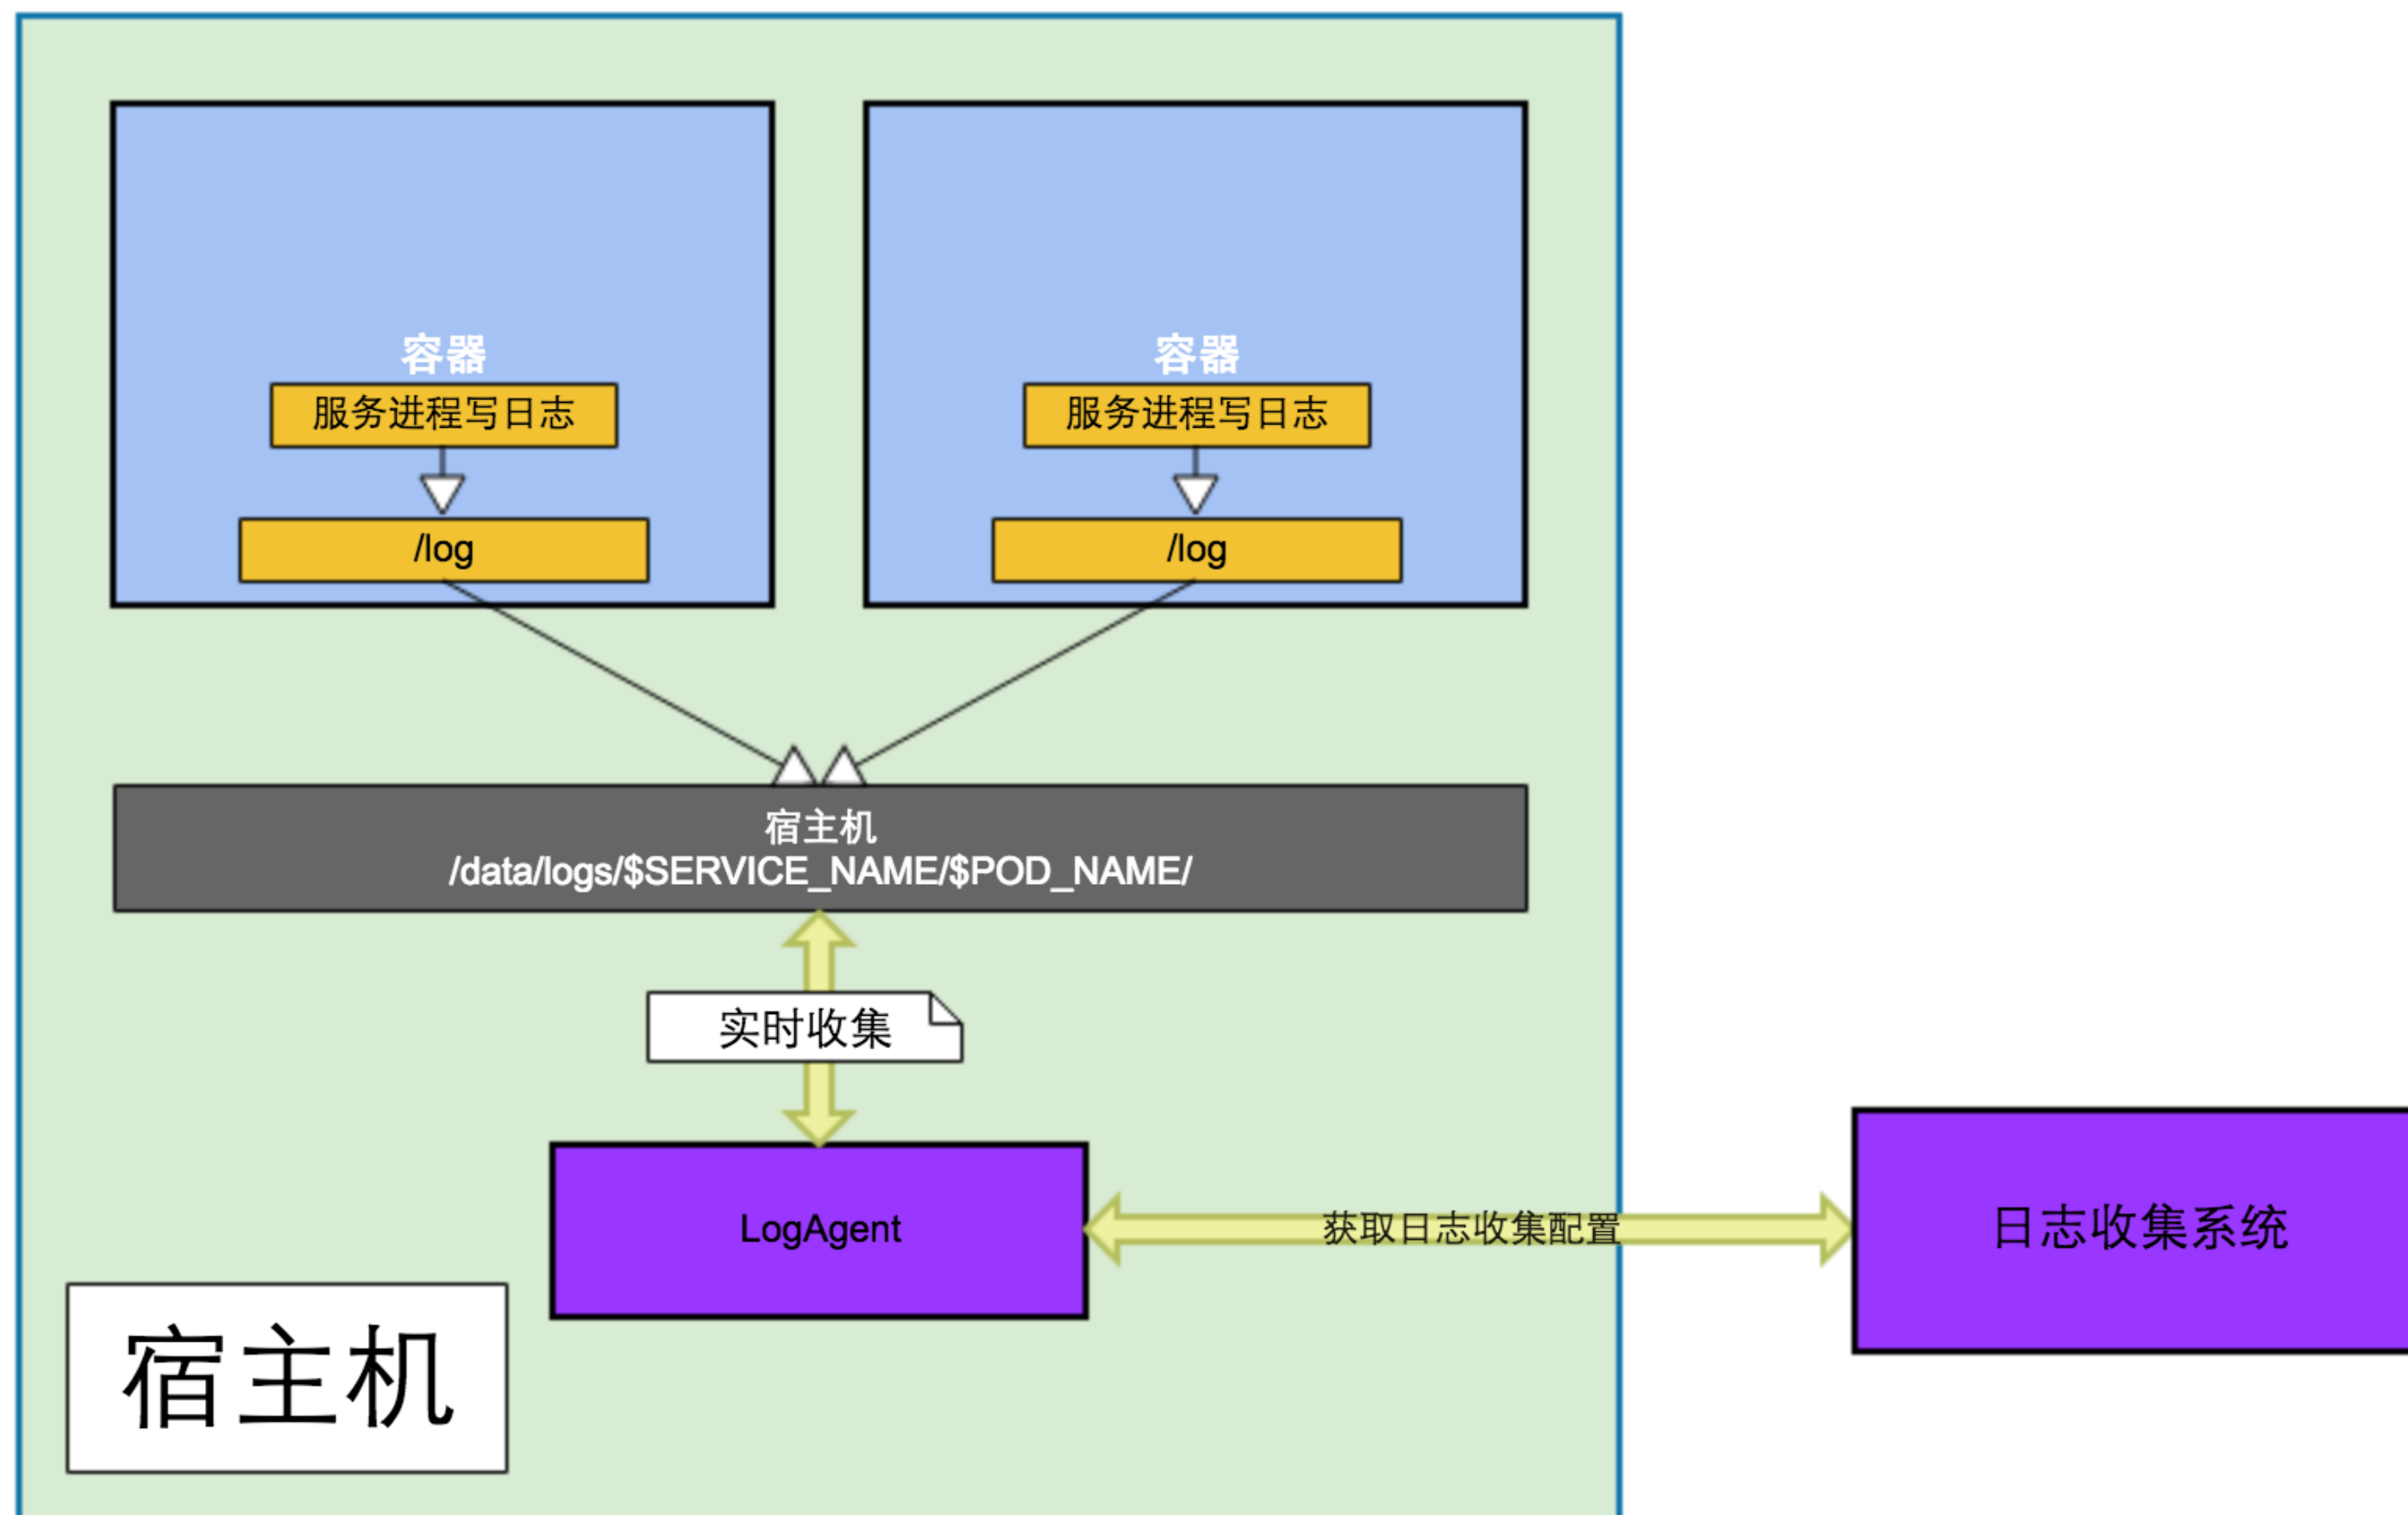 容器
服务进程写日志
/log
容器
服务进程写日志
/log
宿主机
/data/logs/$SERVICE_NAME/$POD_NAME/
实时收集
LogAgent
获取日志收集配置
日志收集系统
宿主机